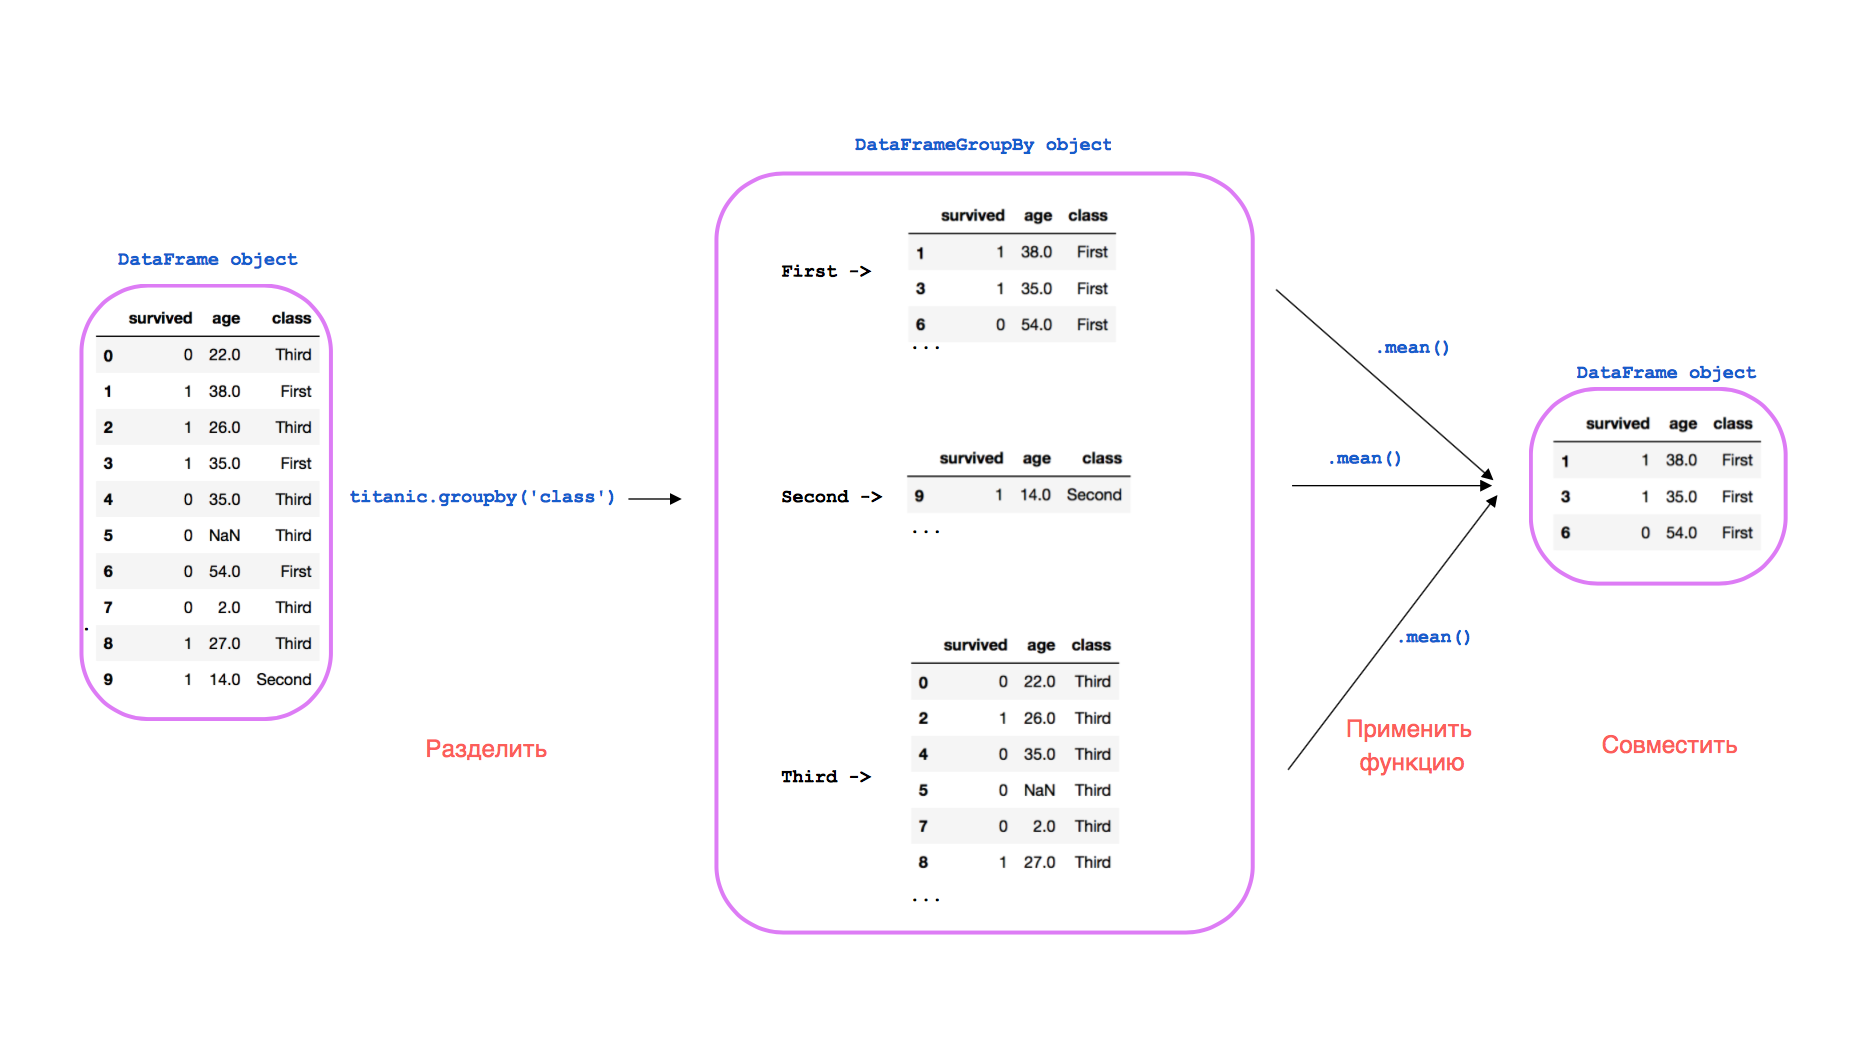 DataFrame object
survived age class
0 0 22.0 Third
1 1 38.0 First
2 1 26.0 Third
3 1 35.0 First
4 0 35.0 Third
5 0 NaN Third
6 0 54.0 First
7 0 2.0 Third
8 1 27.0 Third
9 1 14.0 Second
titanic.groupby('class')
Разделить
DataFrameGroupBy object
First ->
survived age class
1 1 38.0 First
3 1 35.0 First
6 0 54.0 First
...
Second ->
survived age class
9 1 14.0 Second
...
Third ->
survived age class
0 0 22.0 Third
2 1 26.0 Third
4 0 35.0 Third
5 0 NaN Third
7 0 2.0 Third
8 1 27.0 Third
...
.mean()
.mean()
.mean()
Применить
функцию
DataFrame object
survived age class
1 1 38.0 First
3 1 35.0 First
6 0 54.0 First
Совместить